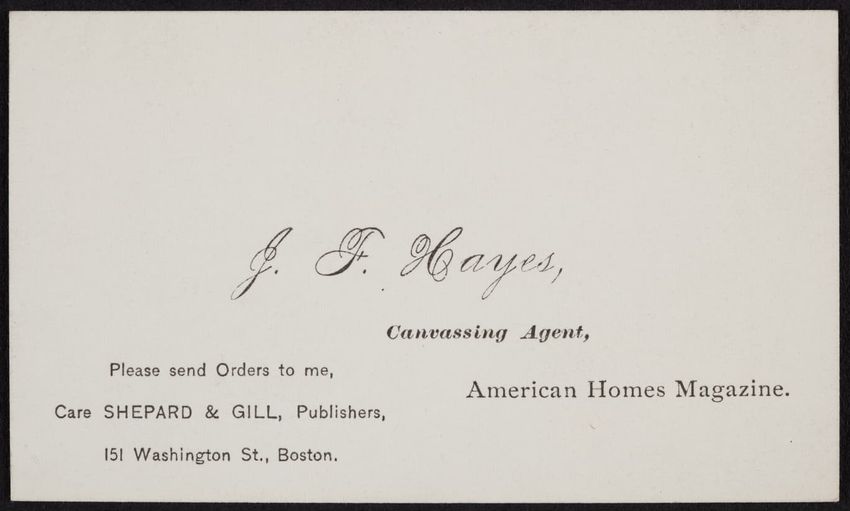 J. F. Hayes,
Canvassing Agent,
American Homes Magazine.
Please send Orders to me,
Care SHEPARD & GILL, Publishers,
151 Washington St., Boston.